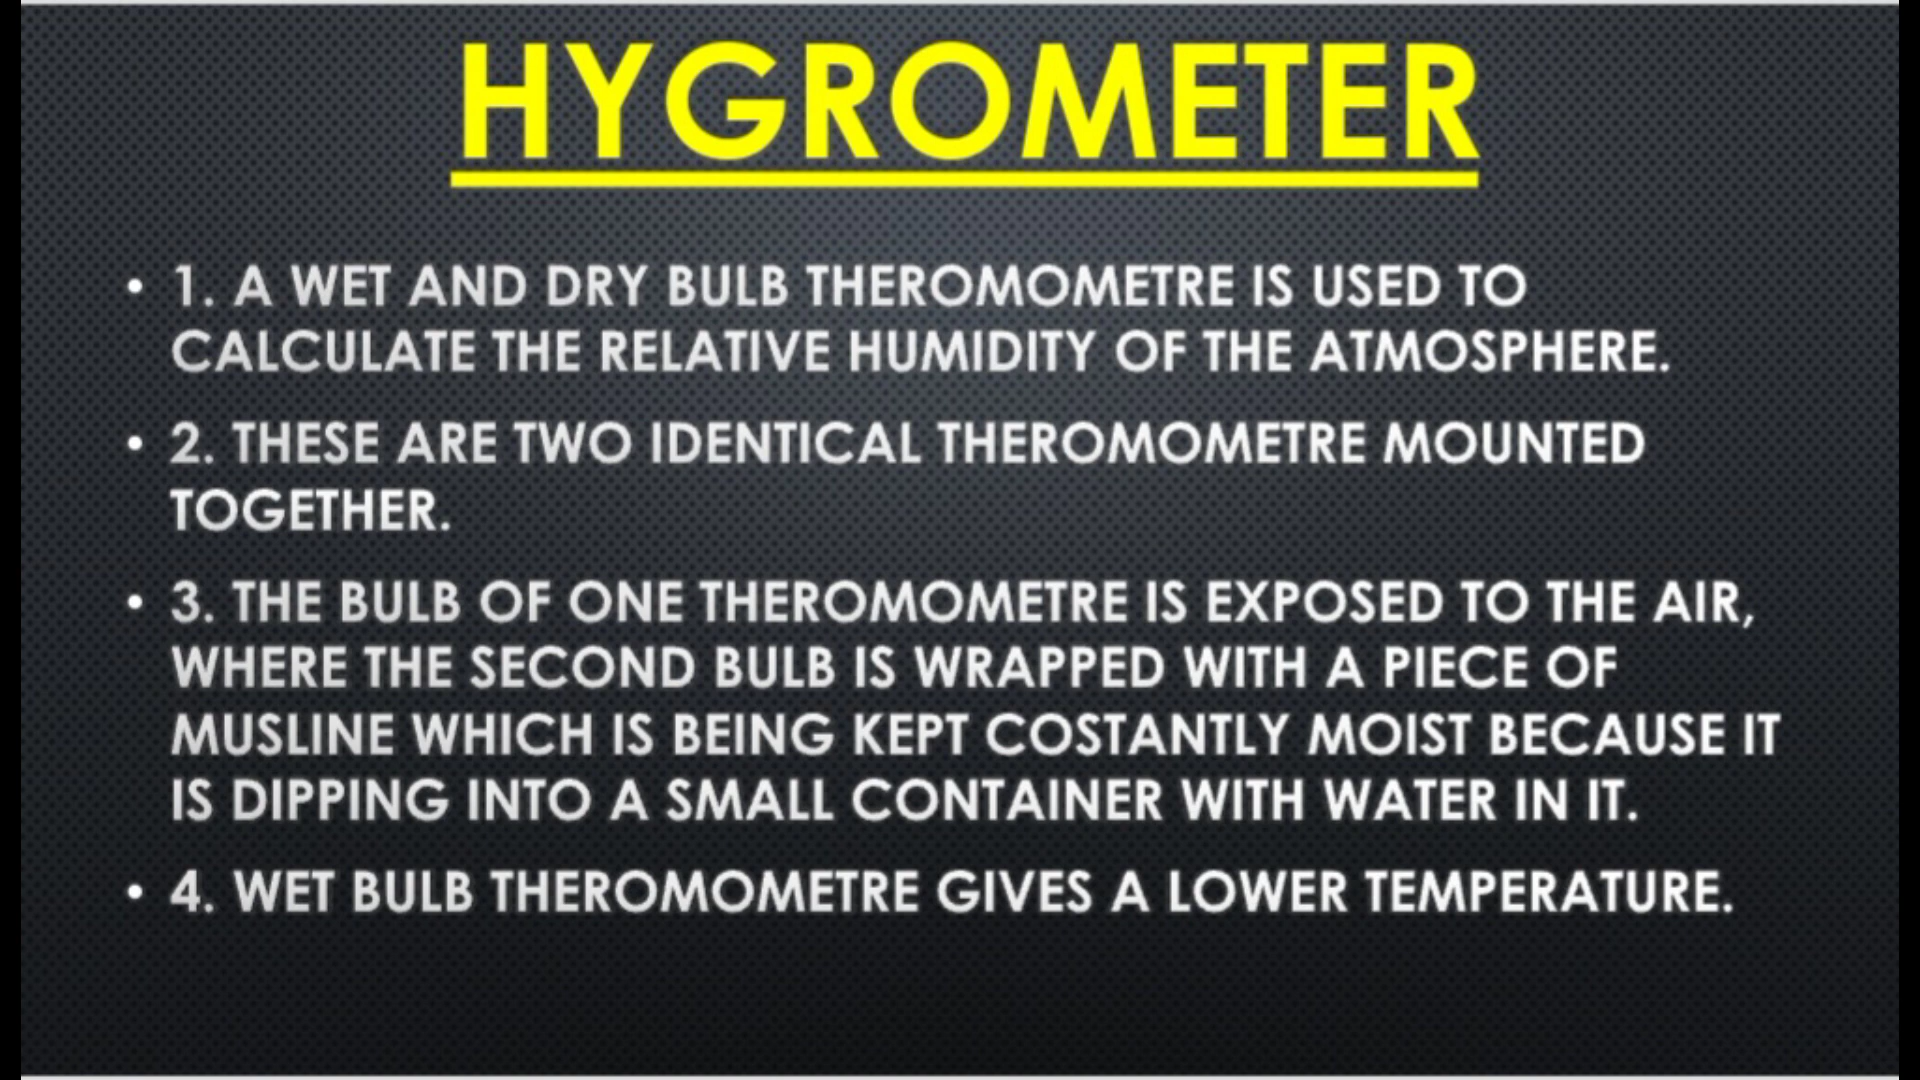 HYGROMETER
• 1. A WET AND DRY BULB THEROMOMETRE IS USED TO
CALCULATE THE RELATIVE HUMIDITY OF THE ATMOSPHERE.
• 2. THESE ARE TWO IDENTICAL THEROMOMETRE MOUNTED
TOGETHER.
• 3. THE BULB OF ONE THEROMOMETRE IS EXPOSED TO THE AIR,
WHERE THE SECOND BULB IS WRAPPED WITH A PIECE OF
MUSLINE WHICH IS BEING KEPT COSTANTLY MOIST BECAUSE IT
IS DIPPING INTO A SMALL CONTAINER WITH WATER IN IT.
• 4. WET BULB THEROMOMETRE GIVES A LOWER TEMPERATURE.